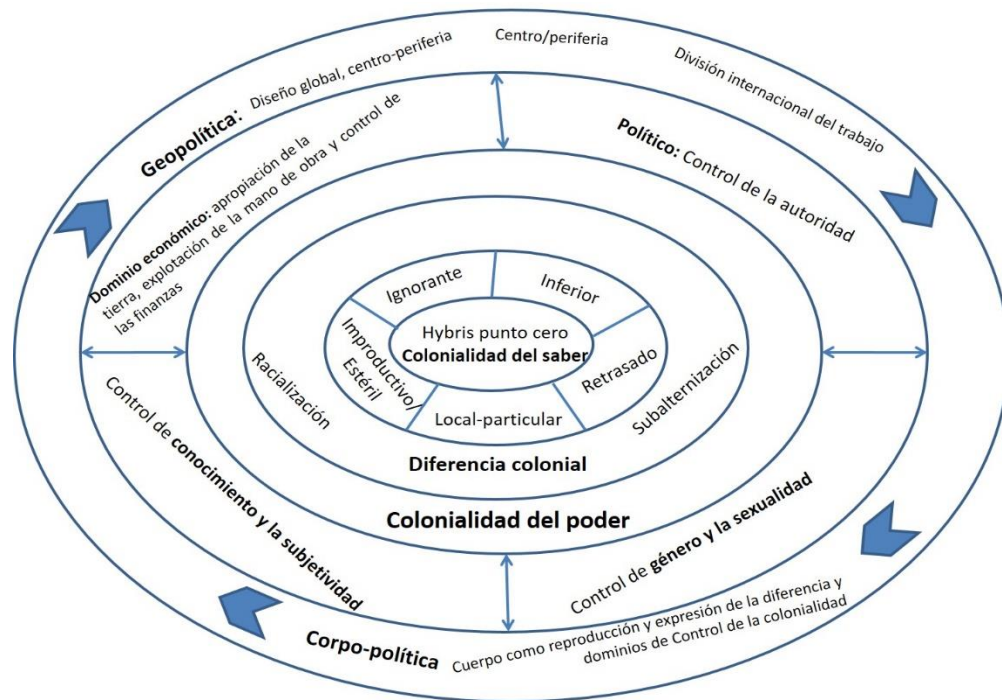 Geopolítica: Diseño global, centro-periferia
Centro/periferia
División internacional del trabajo
Dominio económico: apropiación de la
tierra, explotación de la mano de obra y control de
las finanzas
Político: Control de la autoridad
Ignorante
Inferior
Hybris punto cero
Colonialidad del saber
Improductivo/
Estéril
Retrasado
Local-particular
Racialización
Subalternización
Diferencia colonial
Colonialidad del poder
Control de conocimiento y la subjetividad
Control de género y la sexualidad
Corpo-política
Cuerpo como reproducción y expresión de la diferencia y
dominios de Control de la colonialidad